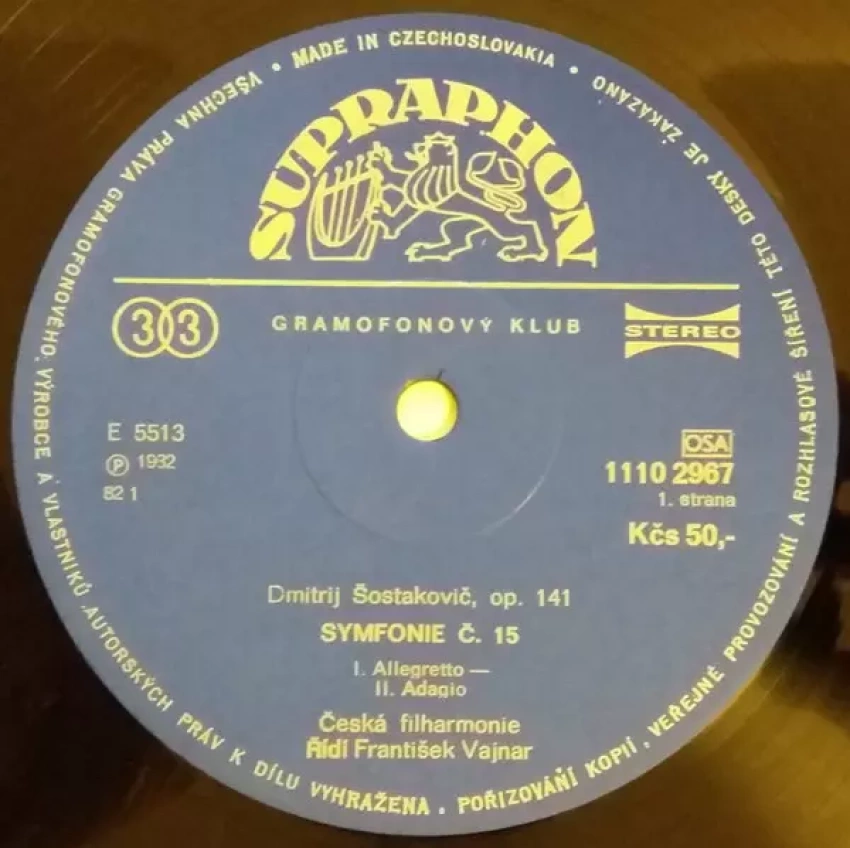 VŠECHNA PRÁVA GRAMOFONOVÉHO VÝROBCE A VLASTNÍKŮ AUTORSKÝCH PRÁV K DÍLU VYHRAŽENA . POŘIZOVÁŇÍ KOPIÍ . VEŘEJNÉ PROVOZOVÁNÍ A ROZHLASOVÉ ŠÍŘENÍ TÉTO DESKY JE ZAKÁZÁNO
• MADE IN CZECHOSLOVAKIA •
SUPRAPHON
33
GRAMOFONOVÝ KLUB
STEREO
E 5513
Ⓟ 1932
82 1
OSA
1110 2967
1. strana
Kčs 50,-
Dmitrij Šostakovič, op. 141
SYMFONIE Č. 15
I. Allegretto —
II. Adagio
Česká filharmonie
Řídí František Vajnar